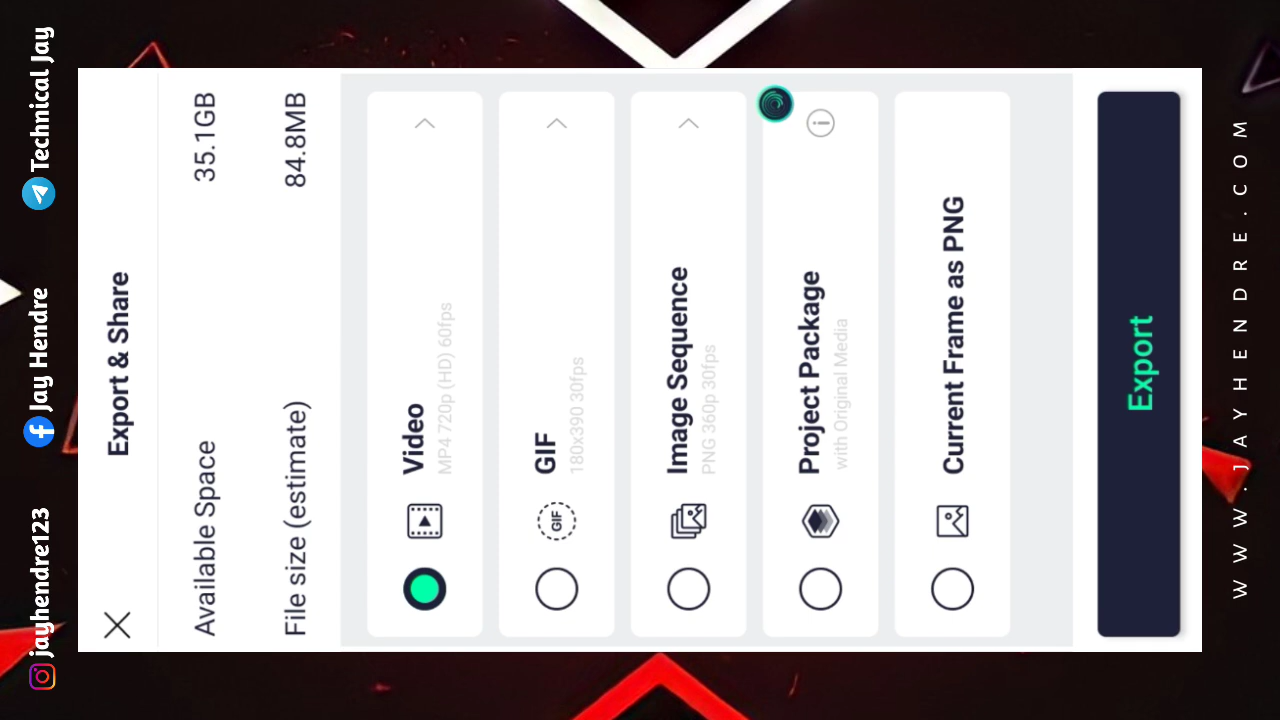 Export & Share
Available Space 35.1GB
File size (estimate) 84.8MB
Video
MP4 720p (HD) 60fps
GIF
GIF
180x390 30fps
Image Sequence
PNG 360p 30fps
Project Package
with Original Media
Current Frame as PNG
Export
jayhendre123
Jay Hendre
Technical Jay
WWW.JAYHENDRE.COM